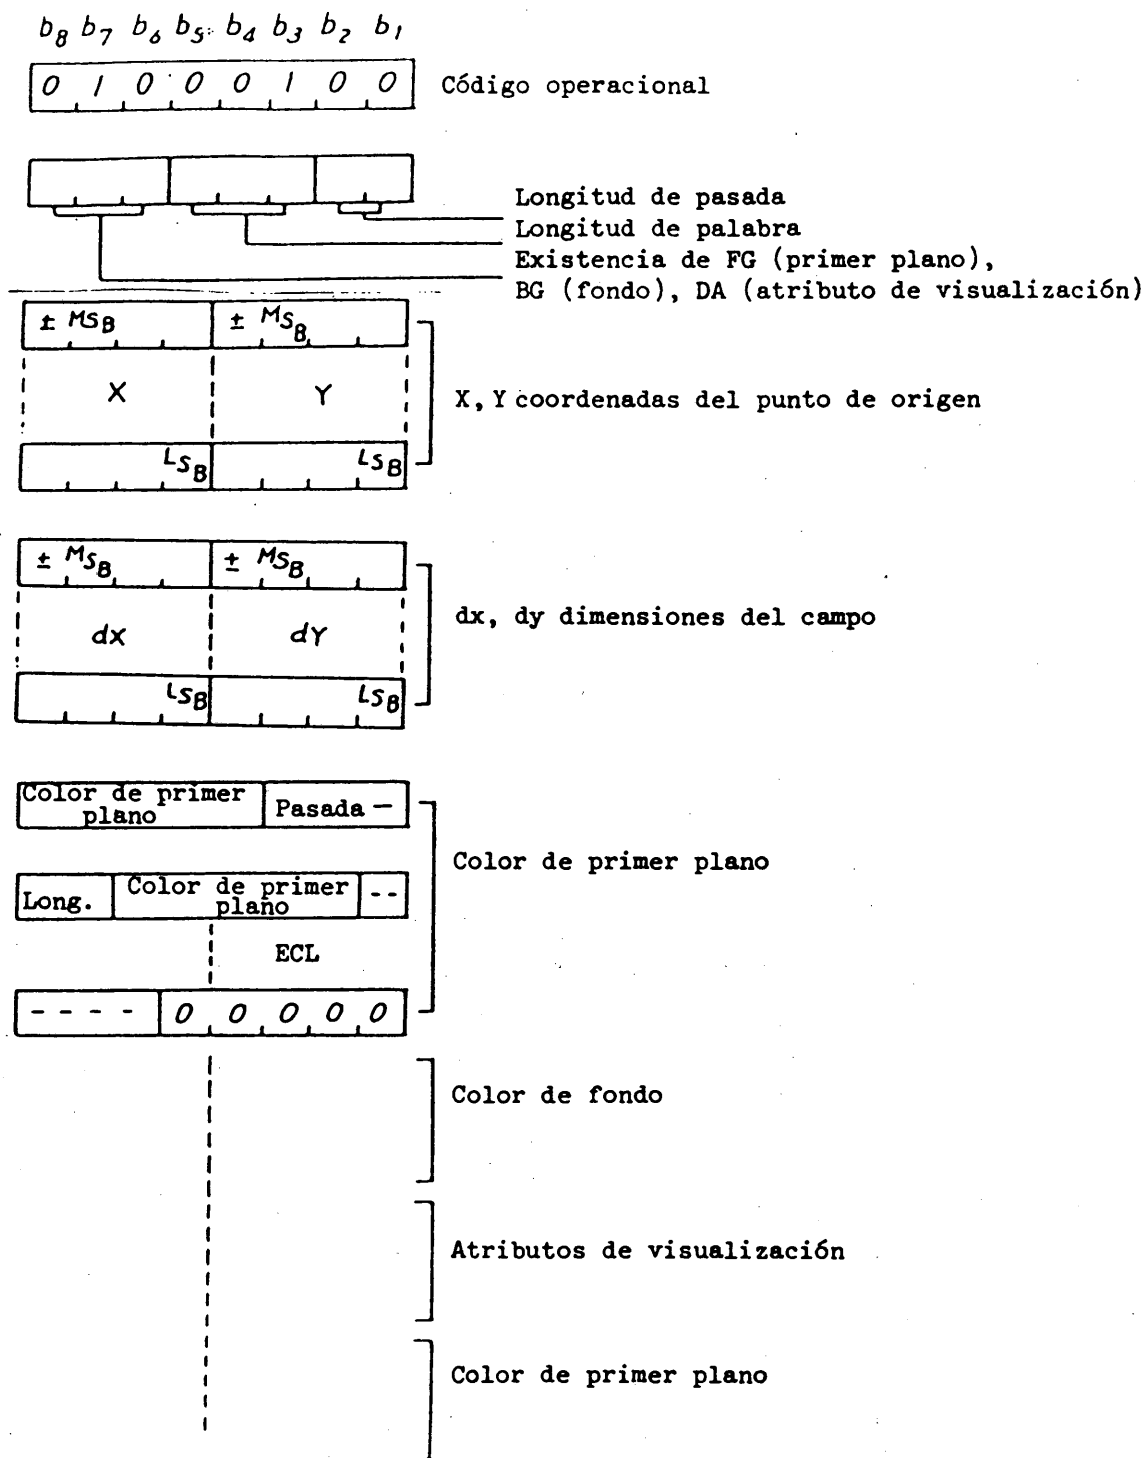 b8 b7 b6 b5 b4 b3 b2 b1
0 1 0 0 0 1 0 0 Código operacional
Longitud de pasada
Longitud de palabra
Existencia de FG (primer plano),
BG (fondo), DA (atributo de visualización)
± MSB ± MSB
X Y X, Y coordenadas del punto de origen
LSB LSB
± MSB ± MSB
dx, dy dimensiones del campo
dX dY
LSB LSB
Color de primer plano Pasada —
Color de primer plano
Long. Color de primer plano --
ECL
- - - - 0 0 0 0 0
Color de fondo
Atributos de visualización
Color de primer plano